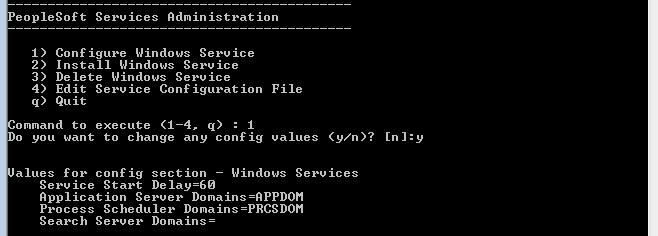 ---------------------------------------------
PeopleSoft Services Administration
---------------------------------------------
1) Configure Windows Service
2) Install Windows Service
3) Delete Windows Service
4) Edit Service Configuration File
q) Quit
Command to execute (1-4, q) : 1
Do you want to change any config values (y/n)? [n]:y
Values for config section - Windows Services
Service Start Delay=60
Application Server Domains=APPDOM
Process Scheduler Domains=PRCSDOM
Search Server Domains=